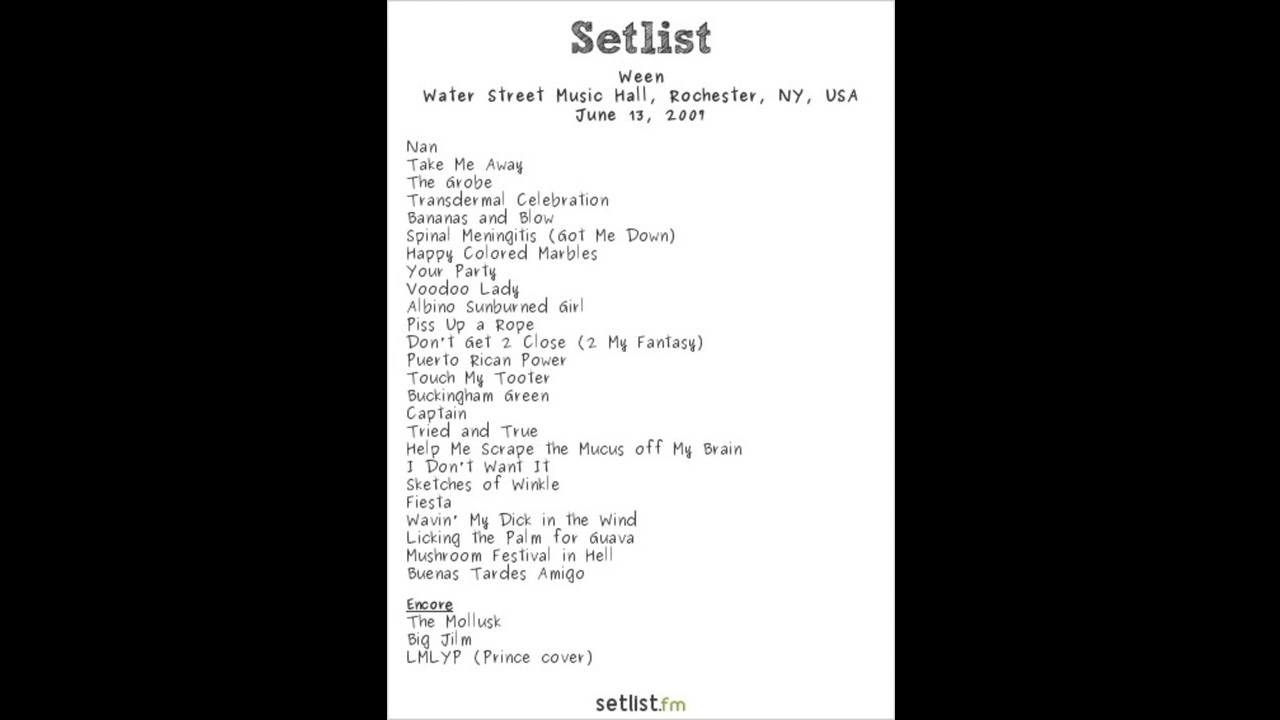 Setlist
Ween
Water Street Music Hall, Rochester, NY, USA
June 13, 2009
Nan
Take Me Away
The Grobe
Transdermal Celebration
Bananas and Blow
Spinal Meningitis (Got Me Down)
Happy Colored Marbles
Your Party
Voodoo Lady
Albino Sunburned Girl
Piss Up a Rope
Don't Get 2 Close (2 My Fantasy)
Puerto Rican Power
Touch My Tooter
Buckingham Green
Captain
Tried and True
Help Me Scrape the Mucus off My Brain
I Don't Want It
Sketches of Winkle
Fiesta
Wavin' My Dick in the Wind
Licking the Palm for Guava
Mushroom Festival in Hell
Buenas Tardes Amigo
Encore
The Mollusk
Big Jilm
LMLYP (Prince cover)
setlist.fm